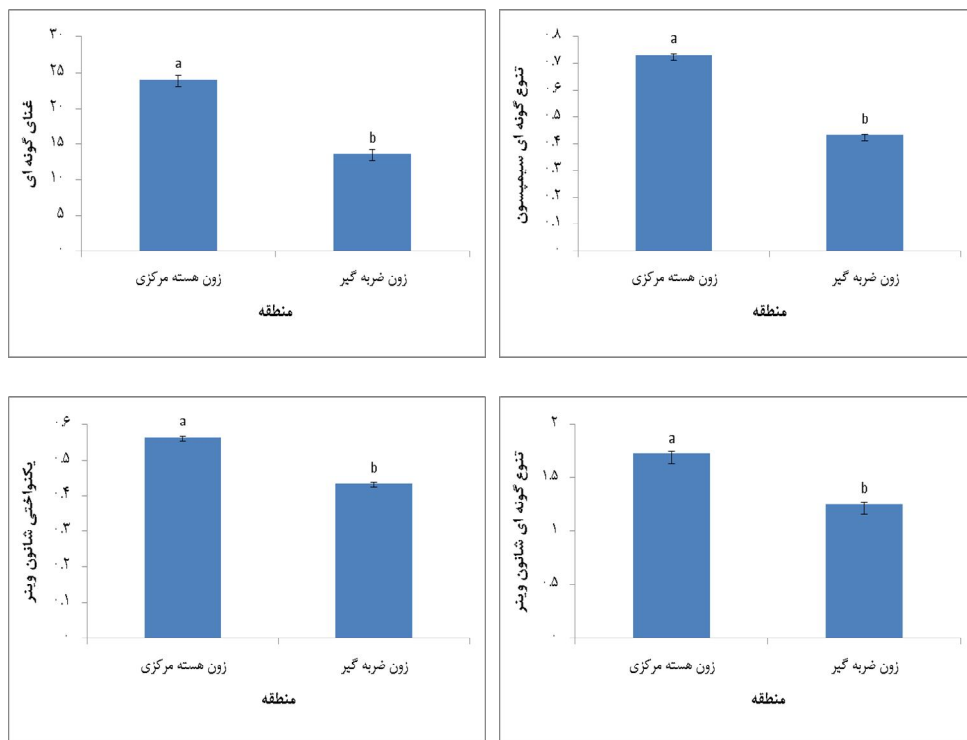 غنای گونه ای
۳۰
۲۵
۲۰
۱۵
۱۰
۵
۰
a
b
زون هسته مرکزی
زون ضربه گیر
منطقه
تنوع گونه ای سیمپسون
۰.۸
۰.۷
۰.۶
۰.۵
۰.۴
۰.۳
۰.۲
۰.۱
۰
a
b
زون هسته مرکزی
زون ضربه گیر
منطقه
یکنواختی شانون وینر
۰.۶
۰.۵
۰.۴
۰.۳
۰.۲
۰.۱
۰
a
b
زون هسته مرکزی
زون ضربه گیر
منطقه
تنوع گونه ای شانون وینر
۲
۱.۵
۱
۰.۵
۰
a
b
زون هسته مرکزی
زون ضربه گیر
منطقه